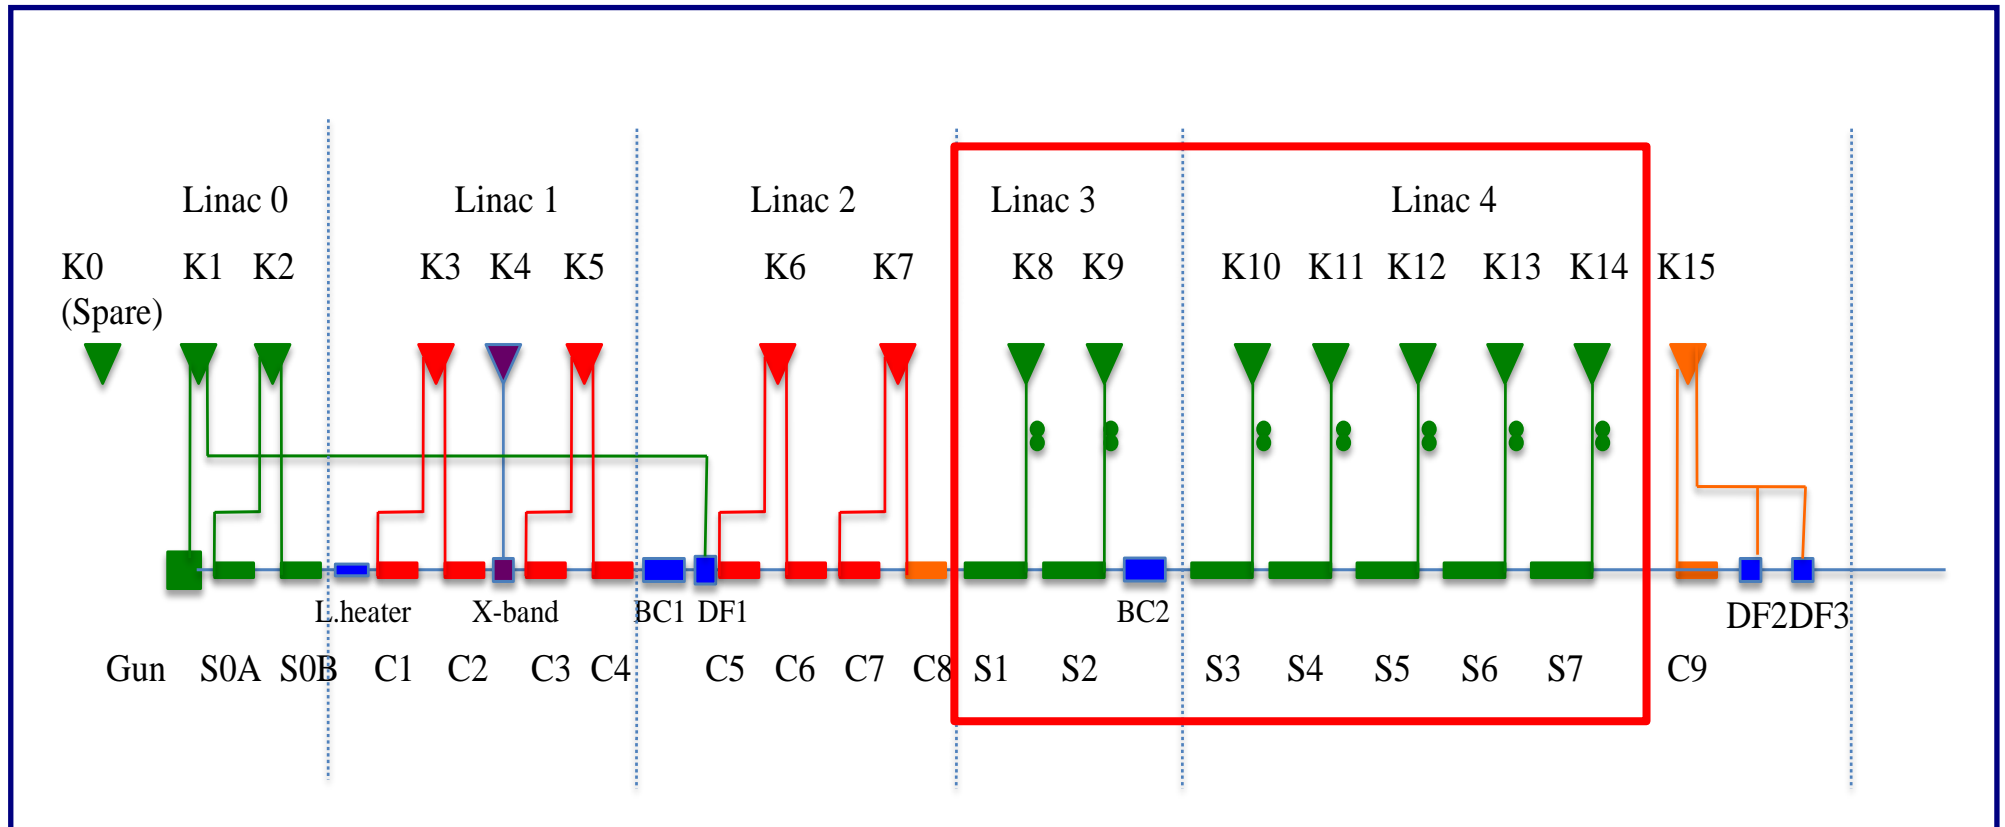 Linac 0 Linac 1 Linac 2 Linac 3 Linac 4
K0 K1 K2 K3 K4 K5 K6 K7 K8 K9 K10 K11 K12 K13 K14 K15
(Spare)
L.heater X-band BC1 DF1 BC2 DF2 DF3
Gun S0A S0B C1 C2 C3 C4 C5 C6 C7 C8 S1 S2 S3 S4 S5 S6 S7 C9